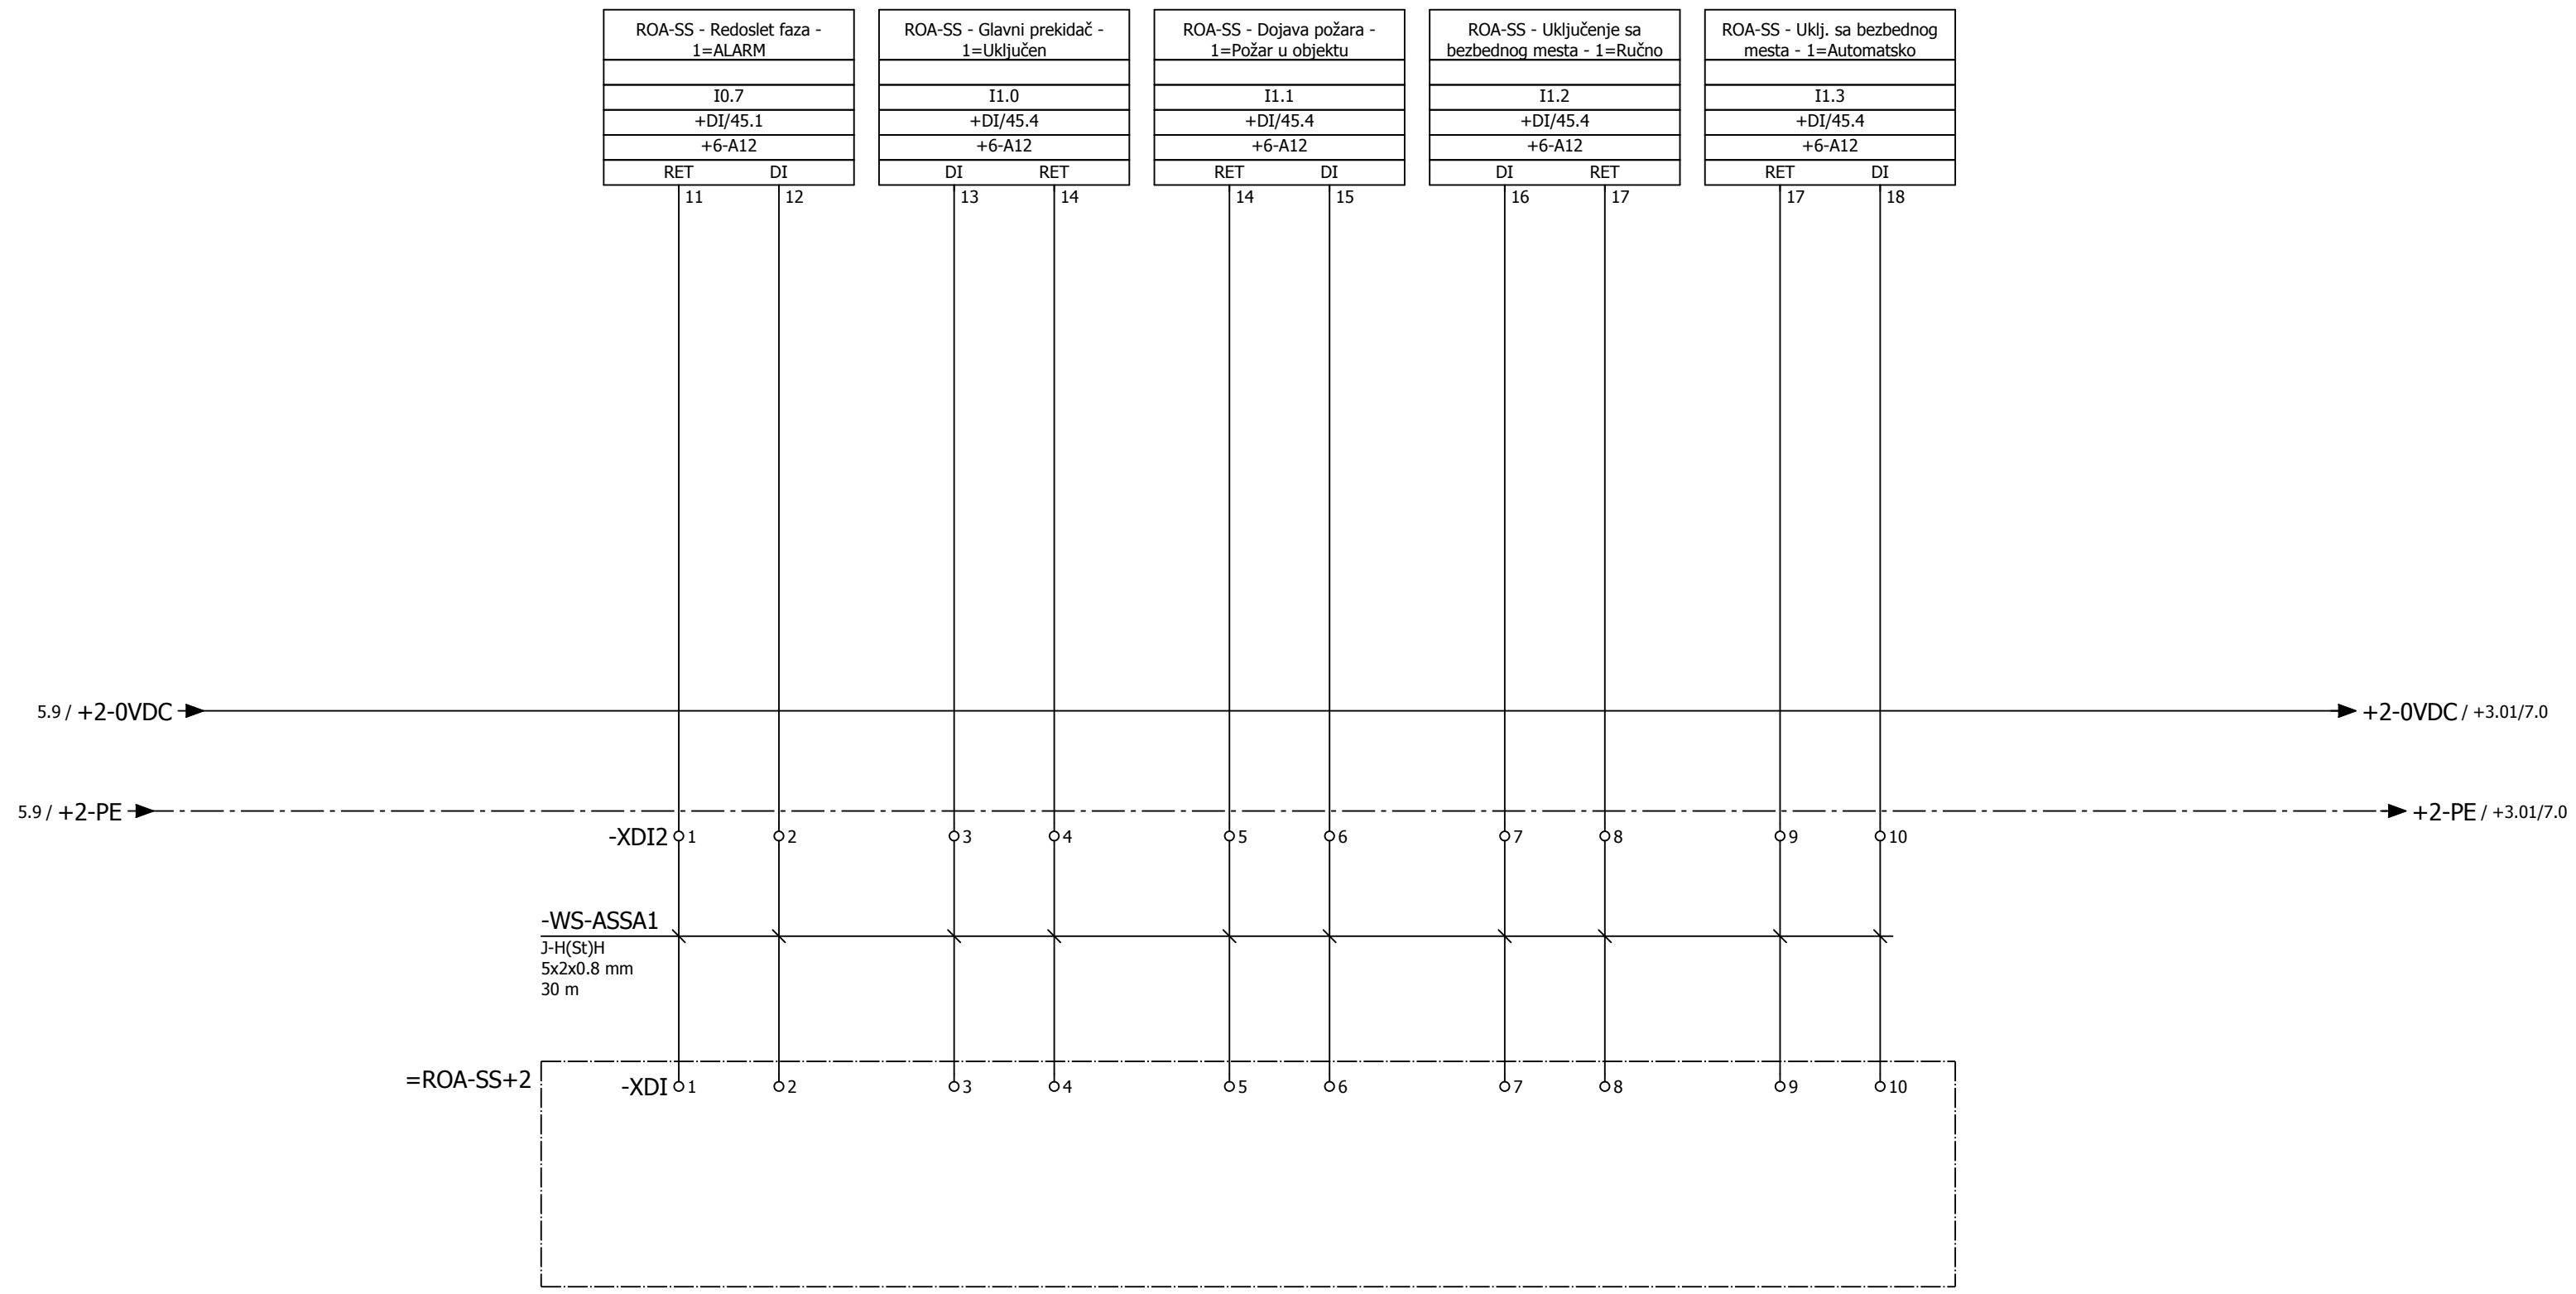 ROA-SS - Redoslet faza -
1=ALARM
I0.7
+DI/45.1
+6-A12
RET DI
11 12
ROA-SS - Glavni prekidač -
1=Uključen
I1.0
+DI/45.4
+6-A12
DI RET
13 14
ROA-SS - Dojava požara -
1=Požar u objektu
I1.1
+DI/45.4
+6-A12
RET DI
14 15
ROA-SS - Uključenje sa
bezbednog mesta - 1=Ručno
I1.2
+DI/45.4
+6-A12
DI RET
16 17
ROA-SS - Uklj. sa bezbednog
mesta - 1=Automatsko
I1.3
+DI/45.4
+6-A12
RET DI
17 18
5.9 / +2-0VDC
+2-0VDC / +3.01/7.0
5.9 / +2-PE
+2-PE / +3.01/7.0
-XDI2 1 2 3 4 5 6 7 8 9 10
-WS-ASSA1
J-H(St)H
5x2x0.8 mm
30 m
=ROA-SS+2
-XDI 1 2 3 4 5 6 7 8 9 10